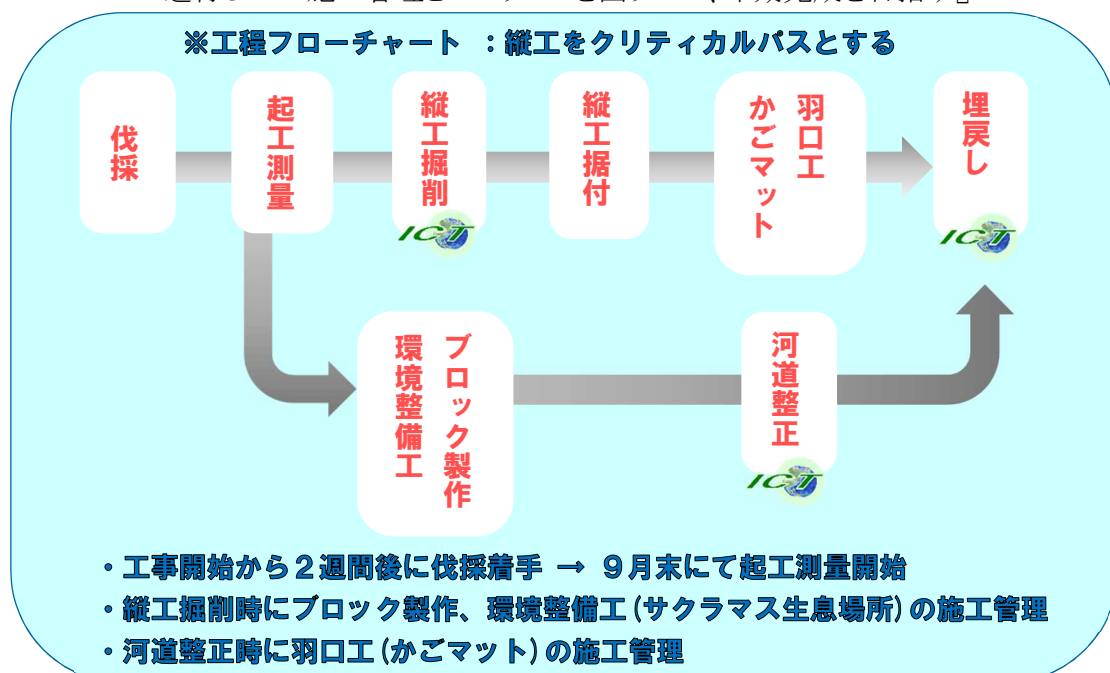 ※工程フローチャート ：縦工をクリティカルパスとする
伐採
起工測量
縦工掘削
ICT
縦工据付
羽口工
かごマット
埋戻し
ICT
ブロック製作
環境整備工
河道整正
ICT
・工事開始から２週間後に伐採着手 → ９月末にて起工測量開始
・縦工掘削時にブロック製作、環境整備工(サクラマス生息場所)の施工管理
・河道整正時に羽口工(かごマット)の施工管理